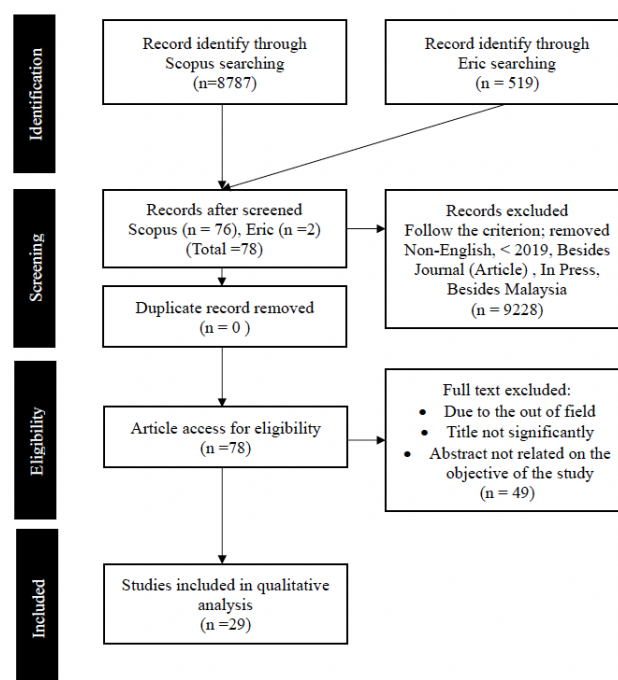 Identification
Record identify through
Scopus searching
(n=8787)
Record identify through
Eric searching
(n = 519)
Screening
Records after screened
Scopus (n = 76), Eric (n =2)
(Total =78)
Records excluded
Follow the criterion; removed
Non-English, < 2019, Besides
Journal (Article) , In Press,
Besides Malaysia
(n = 9228)
Duplicate record removed
(n = 0 )
Eligibility
Article access for eligibility
(n =78)
Full text excluded:
• Due to the out of field
• Title not significantly
• Abstract not related on the
objective of the study
(n = 49)
Included
Studies included in qualitative
analysis
(n =29)